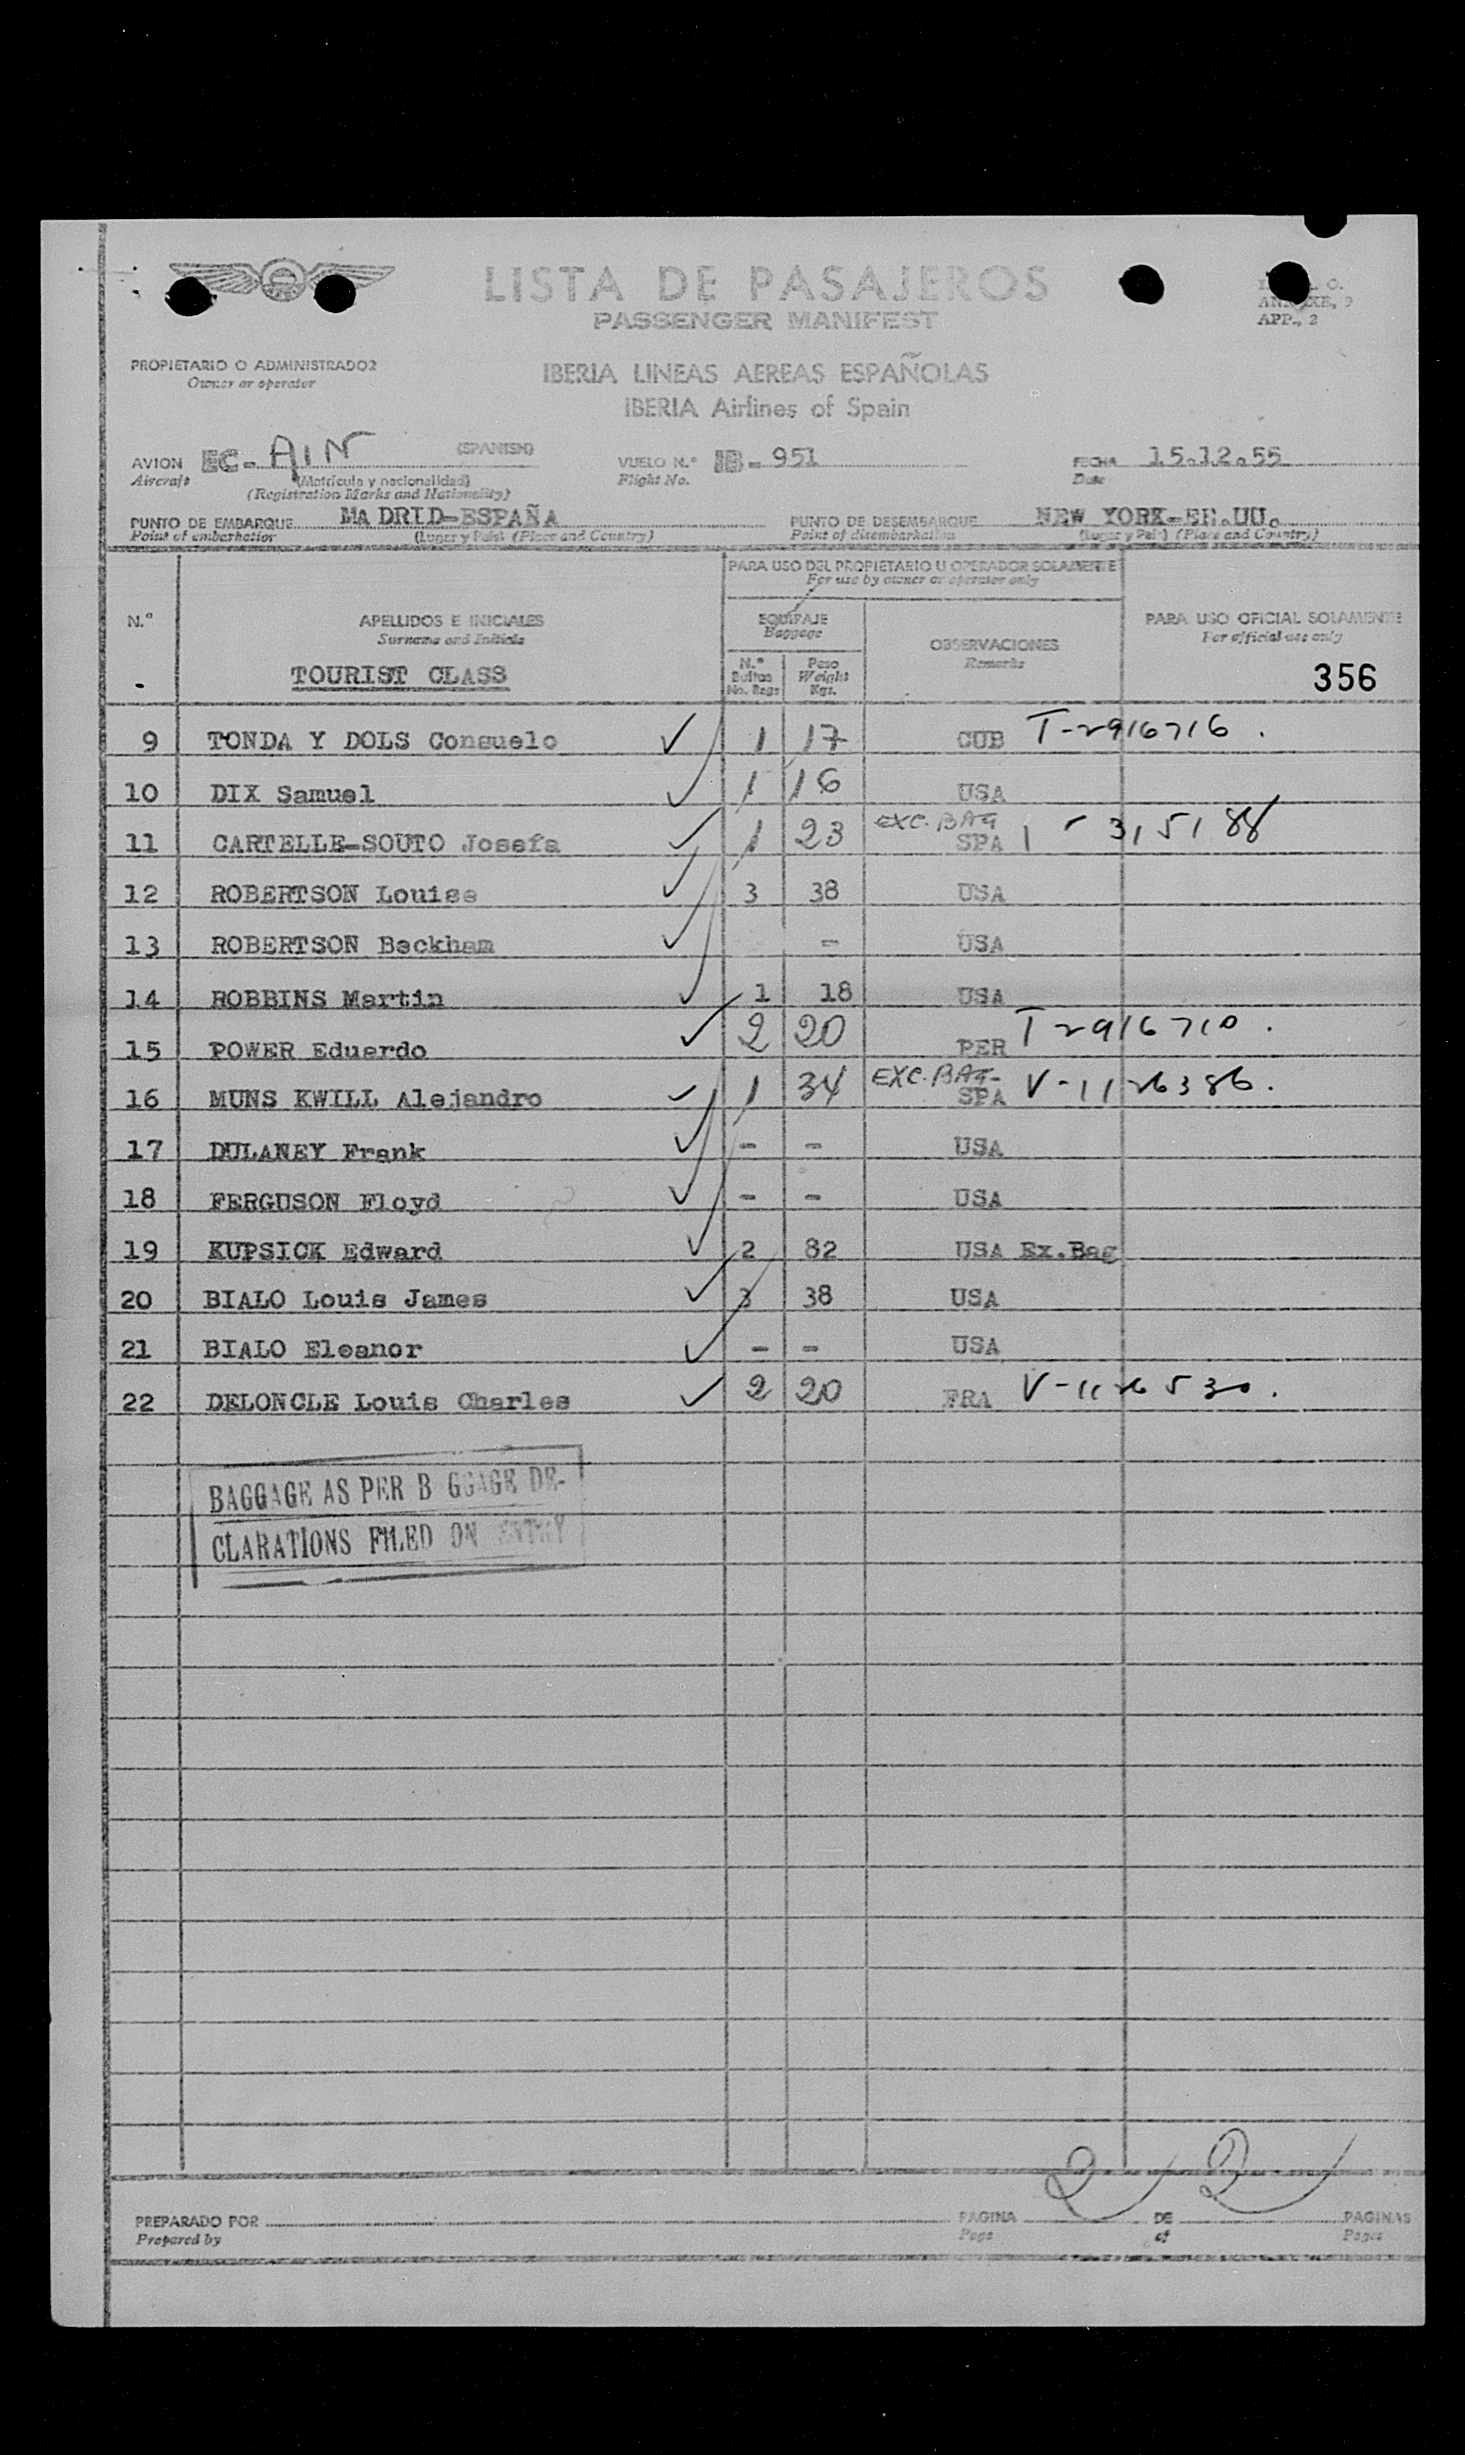 LISTA DE PASAJEROS
PASSENGER MANIFEST
ANNEXE, 9
APP., 2
PROPIETARIO O ADMINISTRADOR
Owner or operator
IBERIA LINEAS AEREAS ESPAÑOLAS
IBERIA Airlines of Spain
AVION EC-AIN (SPANISH) VUELO N.° IB-951 FECHA 15.12.55
Aircraft (Matrícula y nacionalidad) Flight No. Date
(Registration Marks and Nationality)
PUNTO DE EMBARQUE MADRID-ESPAÑA PUNTO DE DESEMBARQUE NEW YORK-EE.UU.
Point of embarkation (Lugar y País) (Place and Country) Point of disembarkation (Lugar y País) (Place and Country)
PARA USO DEL PROPIETARIO U OPERADOR SOLAMENTE
For use by owner or operator only
N.° APELLIDOS E INICIALES EQUIPAJE PARA USO OFICIAL SOLAMENTE
Surname and Initials Baggage OBSERVACIONES For official use only
TOURIST CLASS N.° Bultos No. Bags Peso Weight Kgs. Remarks 356
9 TONDA Y DOLS Consuelo 1 17 CUB T-2916716.
10 DIX Samuel 1 16 USA
11 CARTELLE-SOUTO Josefa 1 23 EXC. BAG SPA
12 ROBERTSON Louise 3 38 USA
13 ROBERTSON Beckham - USA
14 ROBBINS Martin 1 18 USA
15 POWER Eduardo 2 20 PER T 2916710.
16 MUNS KWILL Alejandro 1 34 EXC. BAG- SPA V-1126386.
17 DULANEY Frank - - USA
18 FERGUSON Floyd - - USA
19 KUPSICK Edward 2 82 USA Ex.Bag
20 BIALO Louis James 3 38 USA
21 BIALO Eleanor - - USA
22 DELONCLE Louis Charles 2 20 FRA V-1126530.
BAGGAGE AS PER B GGAGE DE-
CLARATIONS FILED ON ENTRY
PREPARADO POR PAGINA 2 DE 2 PAGINAS
Prepared by Page of Pages